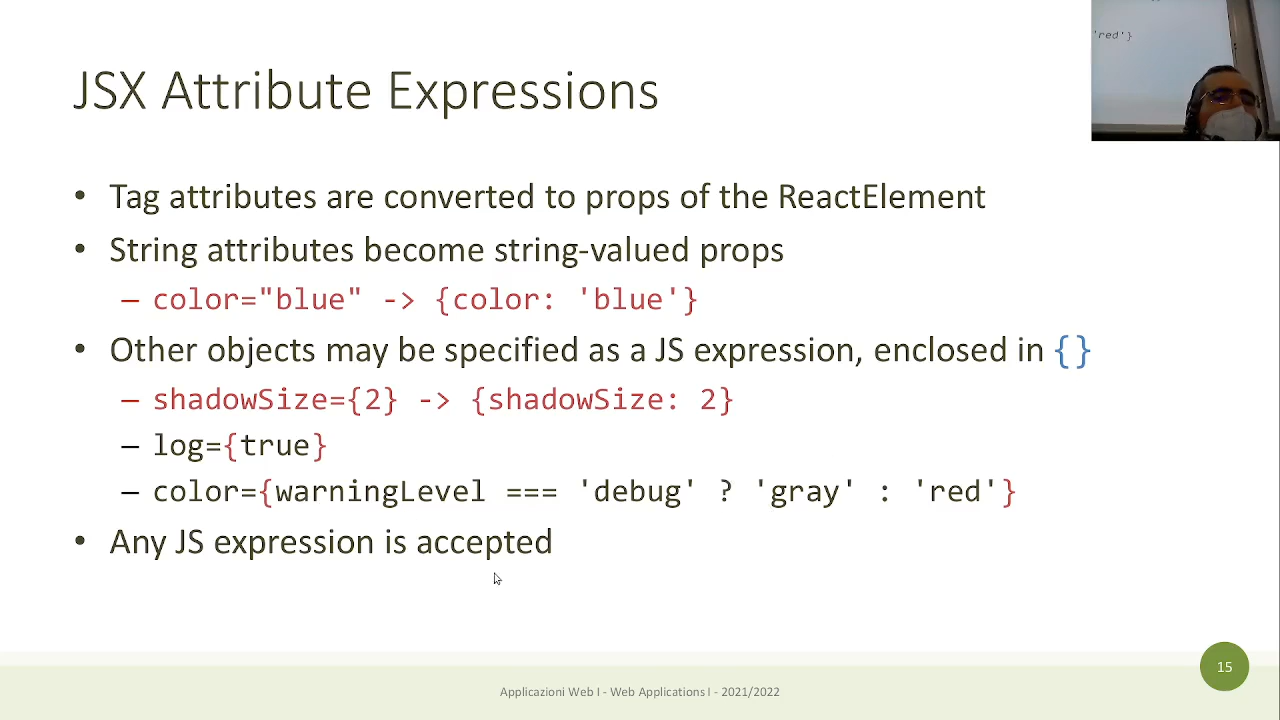 'red'}
JSX Attribute Expressions
• Tag attributes are converted to props of the ReactElement
• String attributes become string-valued props
– color="blue" -> {color: 'blue'}
• Other objects may be specified as a JS expression, enclosed in {}
– shadowSize={2} -> {shadowSize: 2}
– log={true}
– color={warningLevel === 'debug' ? 'gray' : 'red'}
• Any JS expression is accepted
15
Applicazioni Web I - Web Applications I - 2021/2022